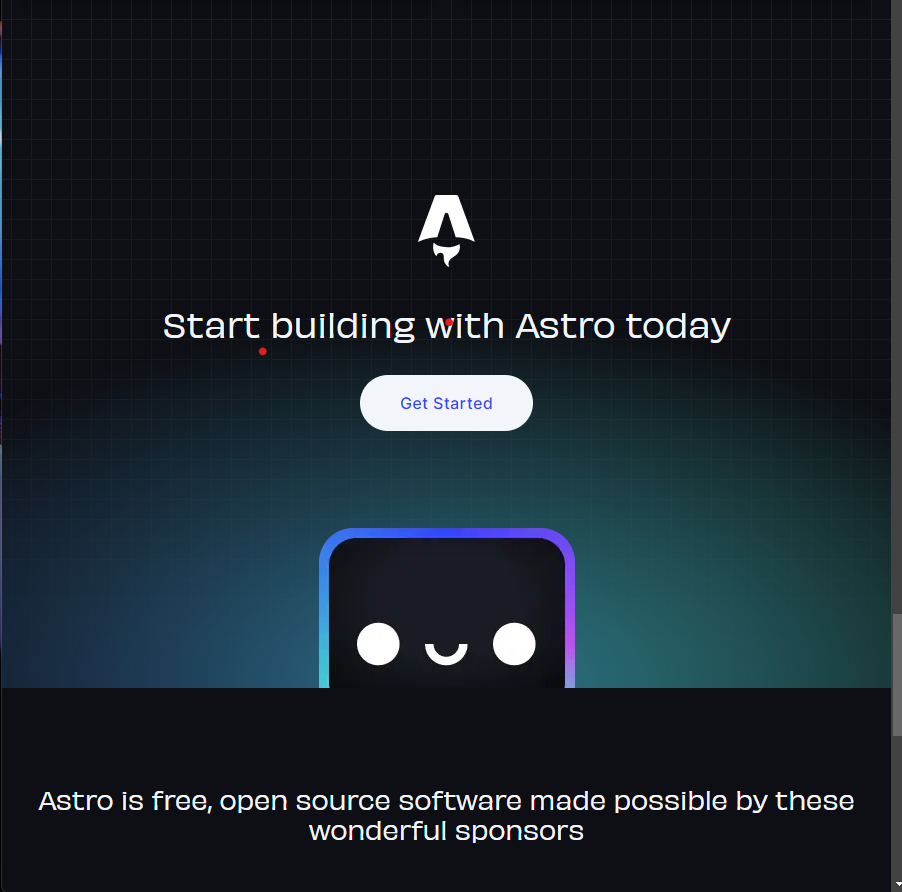 Start building with Astro today
Get Started
Astro is free, open source software made possible by these
wonderful sponsors